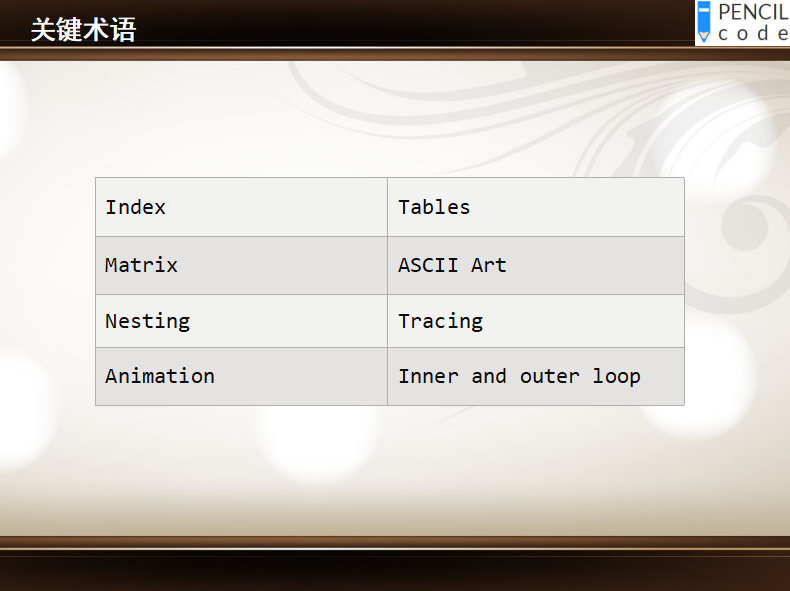 关键术语
PENCIL
code
Index
Tables
Matrix
ASCII Art
Nesting
Tracing
Animation
Inner and outer loop